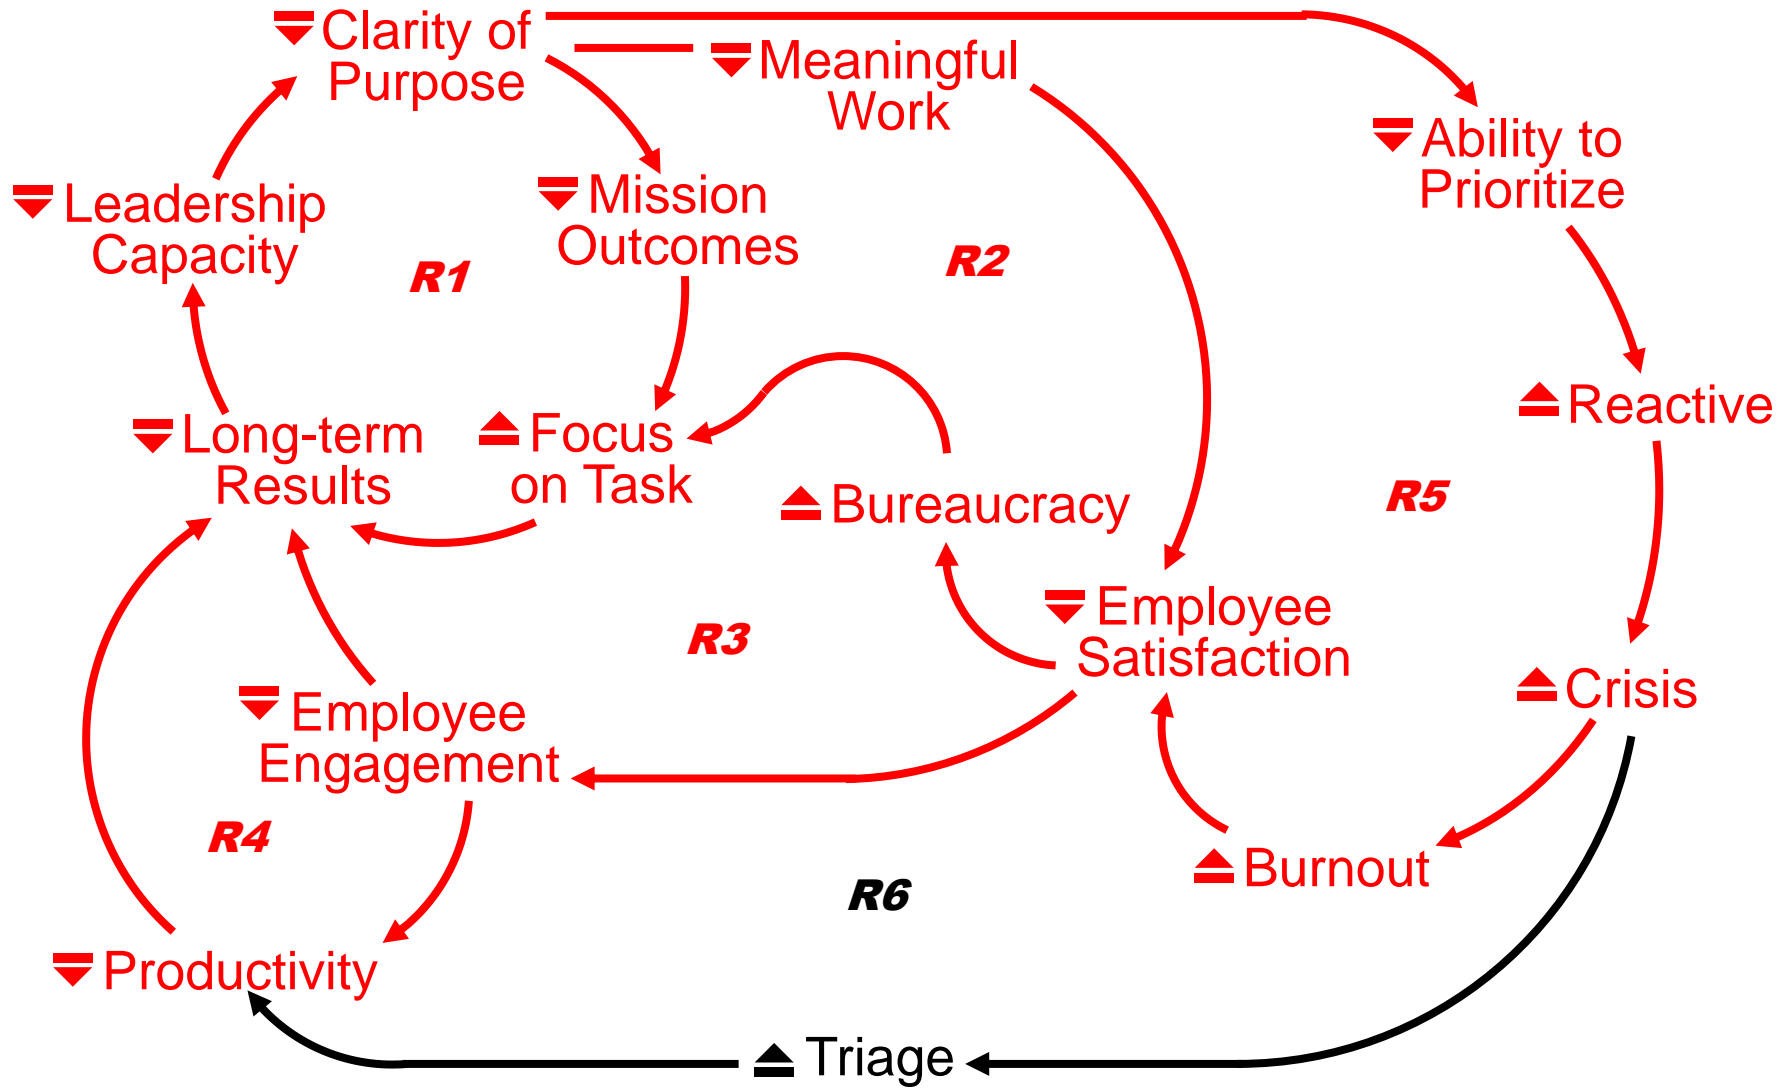 Clarity of
Purpose
Meaningful
Work
Ability to
Prioritize
Leadership
Capacity
Mission
Outcomes
R1
R2
Reactive
Long-term
Results
Focus
on Task
Bureaucracy
R5
Employee
Satisfaction
R3
Crisis
Employee
Engagement
R4
Burnout
R6
Productivity
Triage